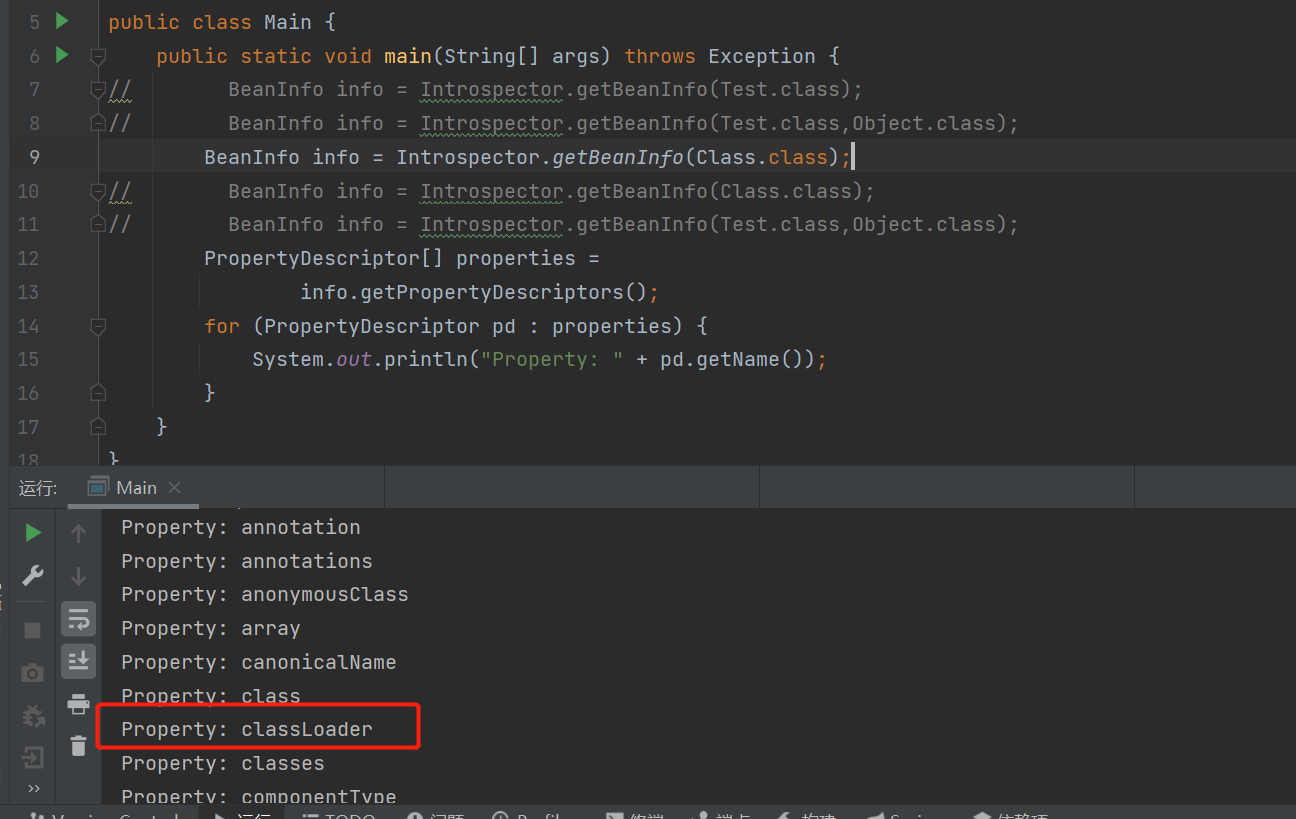 5 public class Main {
6 public static void main(String[] args) throws Exception {
7 // BeanInfo info = Introspector.getBeanInfo(Test.class);
8 // BeanInfo info = Introspector.getBeanInfo(Test.class,Object.class);
9 BeanInfo info = Introspector.getBeanInfo(Class.class);
10 // BeanInfo info = Introspector.getBeanInfo(Class.class);
11 // BeanInfo info = Introspector.getBeanInfo(Test.class,Object.class);
12 PropertyDescriptor[] properties =
13 info.getPropertyDescriptors();
14 for (PropertyDescriptor pd : properties) {
15 System.out.println("Property: " + pd.getName());
16 }
17 }
18 }
运行: Main
Property: annotation
Property: annotations
Property: anonymousClass
Property: array
Property: canonicalName
Property: class
Property: classLoader
Property: classes
Property: componentType
Version Control 运行 TODO 问题 终端 端点 构建 依赖项